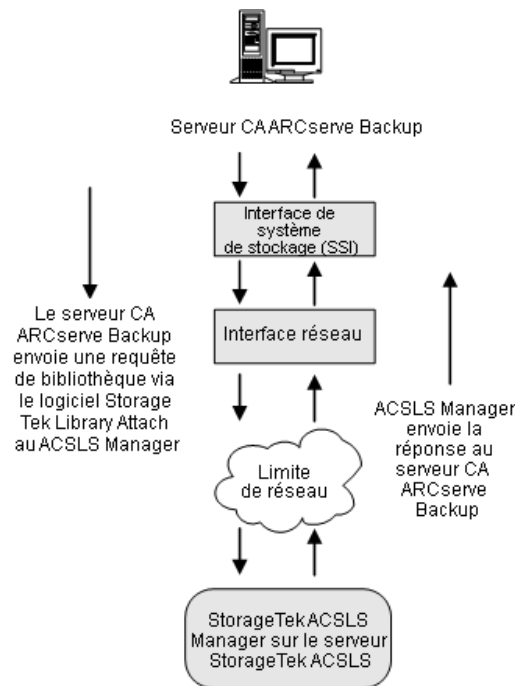 Serveur CA ARCserve Backup
Interface de
système
de stockage (SSI)
Interface réseau
Le serveur CA
ARCserve Backup
envoie une requête
de bibliothèque via
le logiciel Storage
Tek Library Attach
au ACSLS Manager
Limite
de réseau
ACSLS Manager
envoie la
réponse au
serveur CA
ARCserve
Backup
StorageTek ACSLS
Manager sur le serveur
StorageTek ACSLS